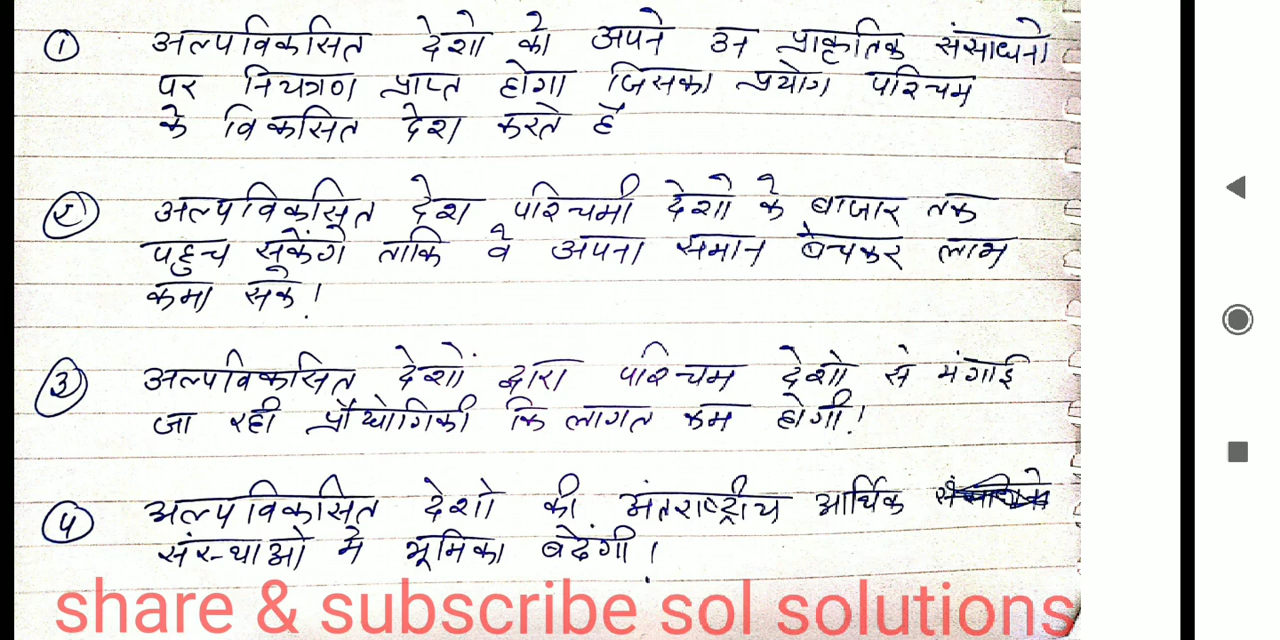 ① अल्पविकसित देशो को अपने उन प्राकृतिक संसाधनो
पर नियत्रण प्राप्त होगा जिसका प्रयोग पश्चिम
के विकसित देश करते है
② अल्पविकसित देश पश्चिमी देशो के बाजार तक
पहुच सकेंगे ताकि वे अपना समान बेचकर लाभ
कमा सके।
③ अल्पविकसित देशों द्वारा पश्चिम देशो से मंगाई
जा रही प्रौद्योगिकी कि लागत कम होगी।
④ अल्पविकसित देशो की अंतराष्ट्रीय आर्थिक
संस्थाओ मे भूमिका बढेंगी।
share & subscribe sol solutions